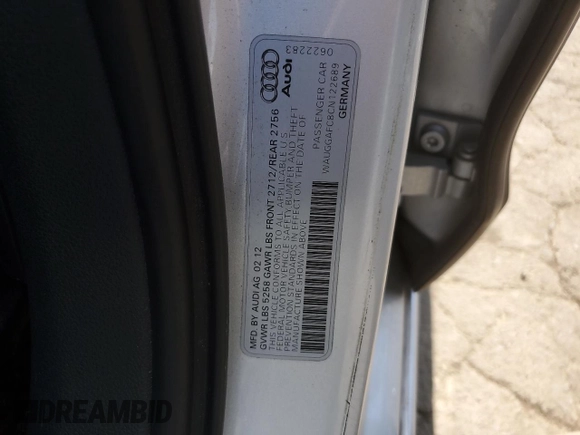 MFD. BY AUDI AG 02 12
GVWR LBS 5258 GAWR LBS FRONT 2712/REAR 2756
THIS VEHICLE CONFORMS TO ALL APPLICABLE U.S.
FEDERAL MOTOR VEHICLE SAFETY/BUMPER AND THEFT
PREVENTION STANDARDS IN EFFECT ON THE DATE OF
MANUFACTURE SHOWN ABOVE.
Audi
0622283
PASSENGER CAR
WAUGGAFC8CN122689
GERMANY
DREAMBID